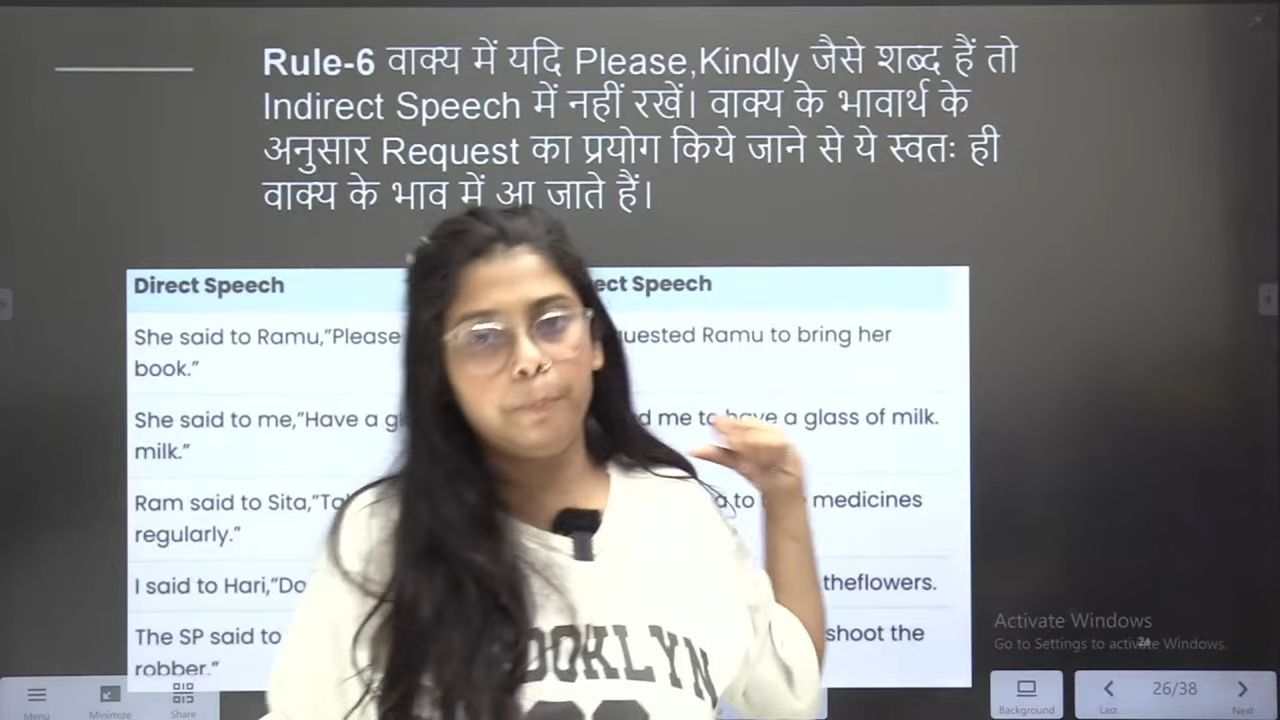 Rule-6 वाक्य में यदि Please,Kindly जैसे शब्द हैं तो
Indirect Speech में नहीं रखें। वाक्य के भावार्थ के
अनुसार Request का प्रयोग किये जाने से ये स्वतः ही
वाक्य के भाव में आ जाते हैं।
Direct Speech
ect Speech
She said to Ramu,”Please
book.”
uested Ramu to bring her
She said to me,”Have a gl
milk.”
d me to have a glass of milk.
Ram said to Sita,”Ta
regularly.”
a to medicines
I said to Hari,”Do
theflowers.
The SP said to
robber.”
shoot the
OOKLYN
Activate Windows
Go to Settings to activate Windows.
26/38
Menu
Minimize
Share
Background
Last
Next